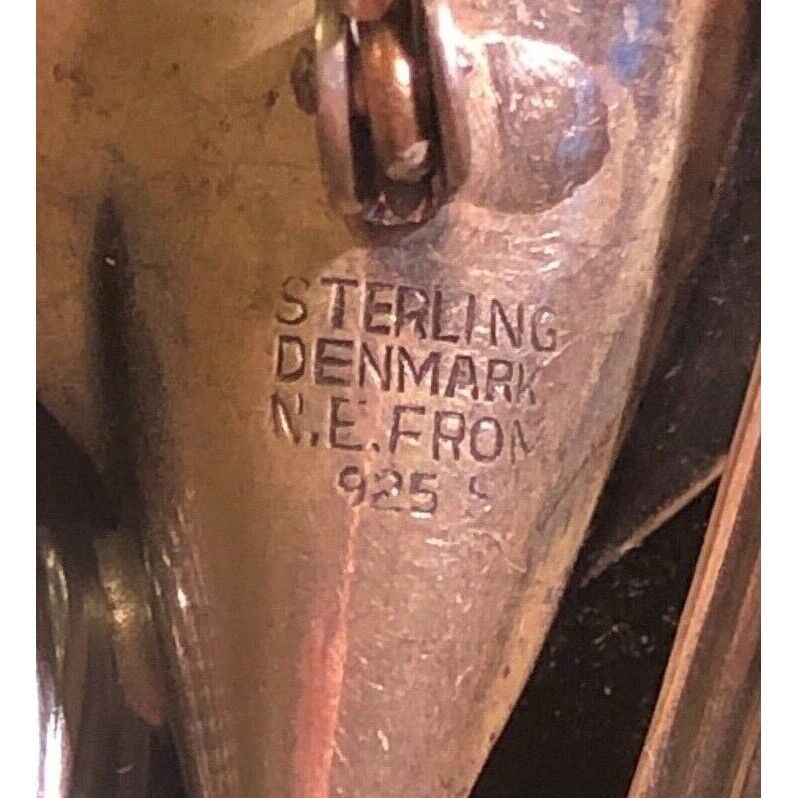 STERLING
DENMARK
N.E.FROM
925 S